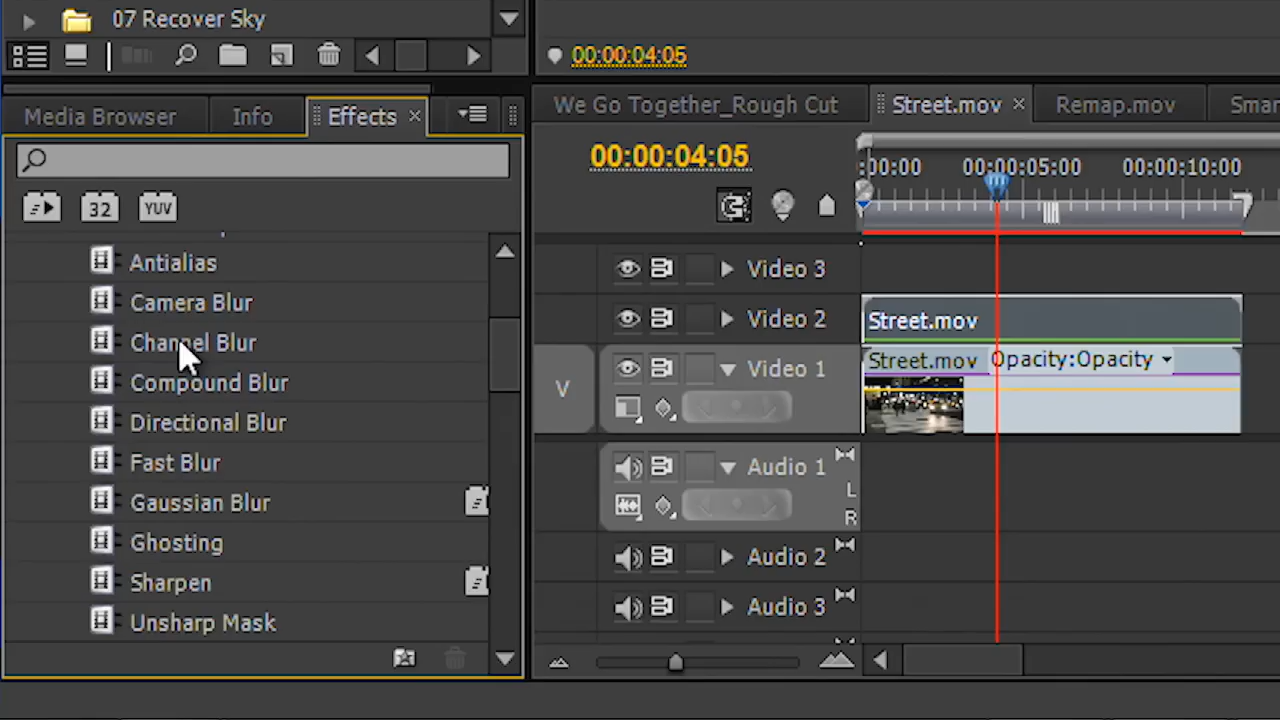 07 Recover Sky
00:00:04:05
Media Browser
Info
Effects
32
YUV
Antialias
Camera Blur
Channel Blur
Compound Blur
Directional Blur
Fast Blur
Gaussian Blur
Ghosting
Sharpen
Unsharp Mask
We Go Together_Rough Cut
Street.mov
Remap.mov
Smar
00:00:04:05
:00:00
00:00:05:00
00:00:10:00
Video 3
Video 2
Street.mov
V
Video 1
Street.mov Opacity:Opacity
Audio 1
L
R
Audio 2
Audio 3